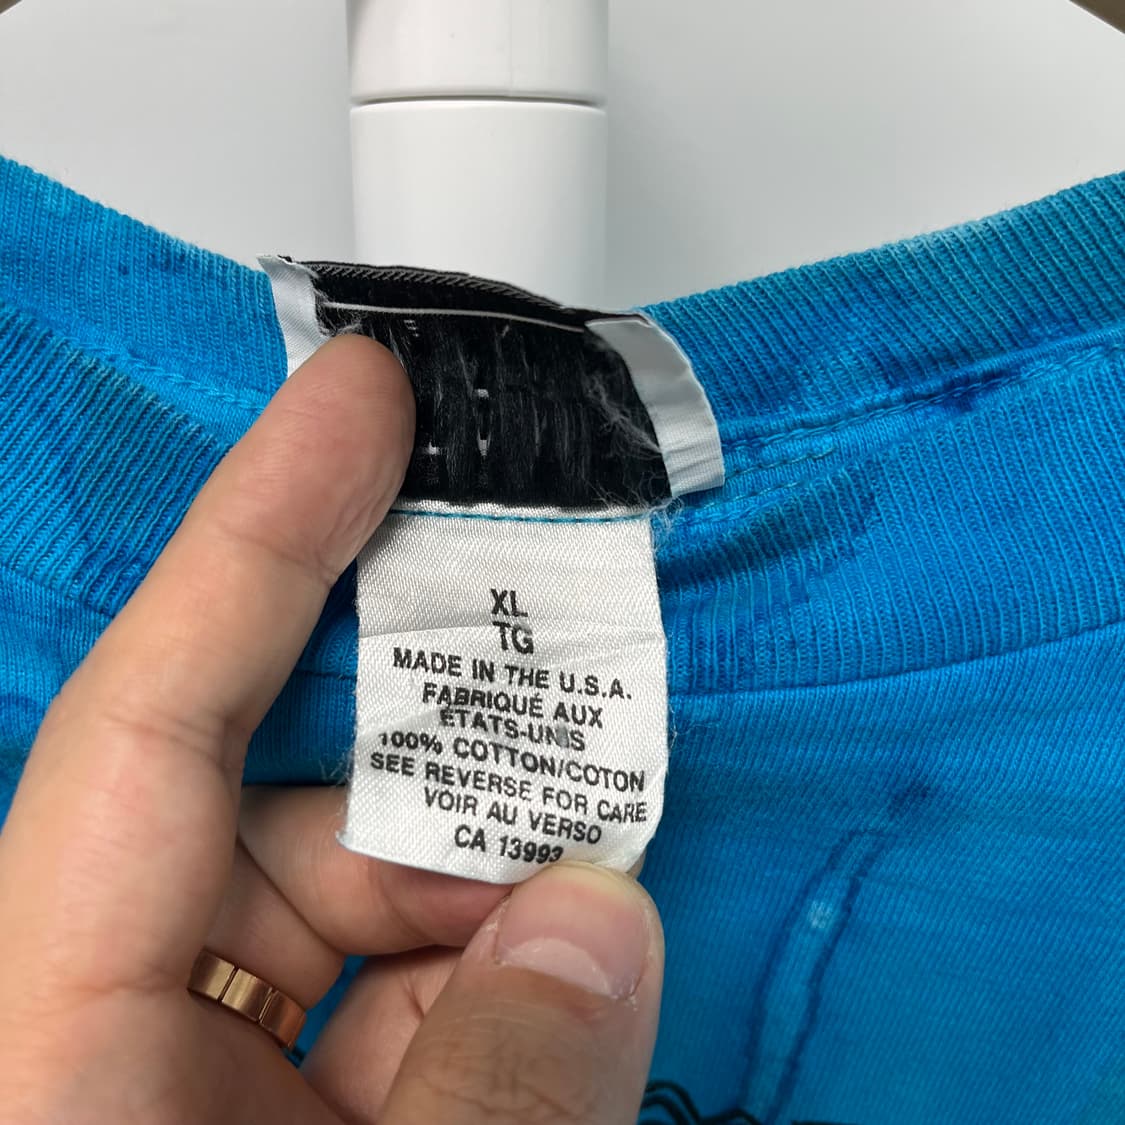 XL
TG
MADE IN THE U.S.A.
FABRIQUÉ AUX
ÉTATS-UNIS
100% COTTON/COTON
SEE REVERSE FOR CARE
VOIR AU VERSO
CA 13993